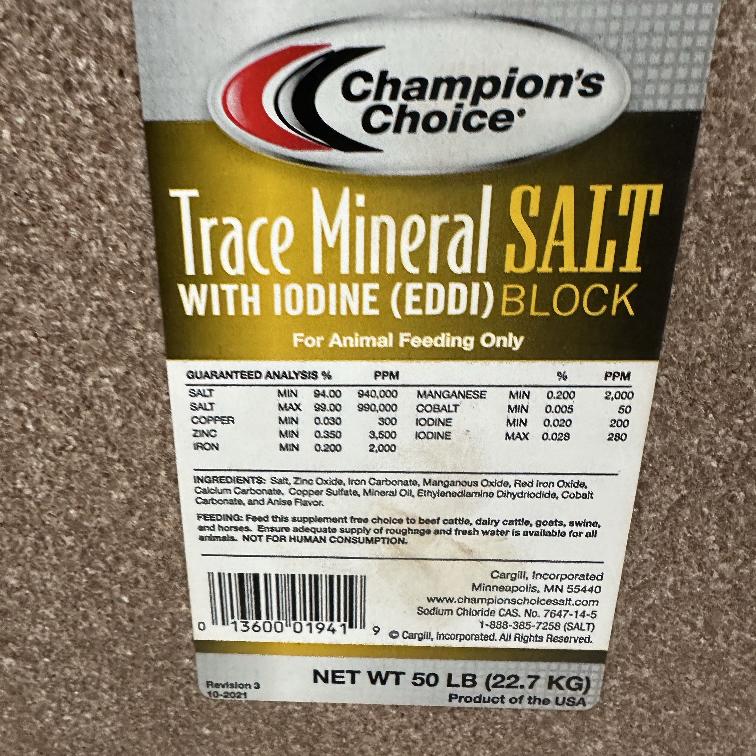 Champion's
Choice
Trace Mineral SALT
WITH IODINE (EDDI) BLOCK
For Animal Feeding Only
GUARANTEED ANALYSIS % PPM % PPM
SALT MIN 94.00 940,000 MANGANESE MIN 0.200 2,000
SALT MAX 99.00 990,000 COBALT MIN 0.005 50
COPPER MIN 0.030 300 IODINE MIN 0.020 200
ZINC MIN 0.350 3,500 IODINE MAX 0.028 280
IRON MIN 0.200 2,000
INGREDIENTS: Salt, Zinc Oxide, Iron Carbonate, Manganous Oxide, Red Iron Oxide,
Calcium Carbonate, Copper Sulfate, Mineral Oil, Ethylenediamine Dihydriodide, Cobalt
Carbonate, and Anise Flavor.
FEEDING: Feed this supplement free choice to beef cattle, dairy cattle, goats, swine,
and horses. Ensure adequate supply of roughage and fresh water is available for all
animals. NOT FOR HUMAN CONSUMPTION.
Cargill, Incorporated
Minneapolis, MN 55440
www.championschoicesalt.com
Sodium Chloride CAS. No. 7647-14-5
1-888-385-7258 (SALT)
© Cargill, Incorporated. All Rights Reserved.
0 13600 01941 9
NET WT 50 LB (22.7 KG)
Product of the USA
Revision 3
10-2021